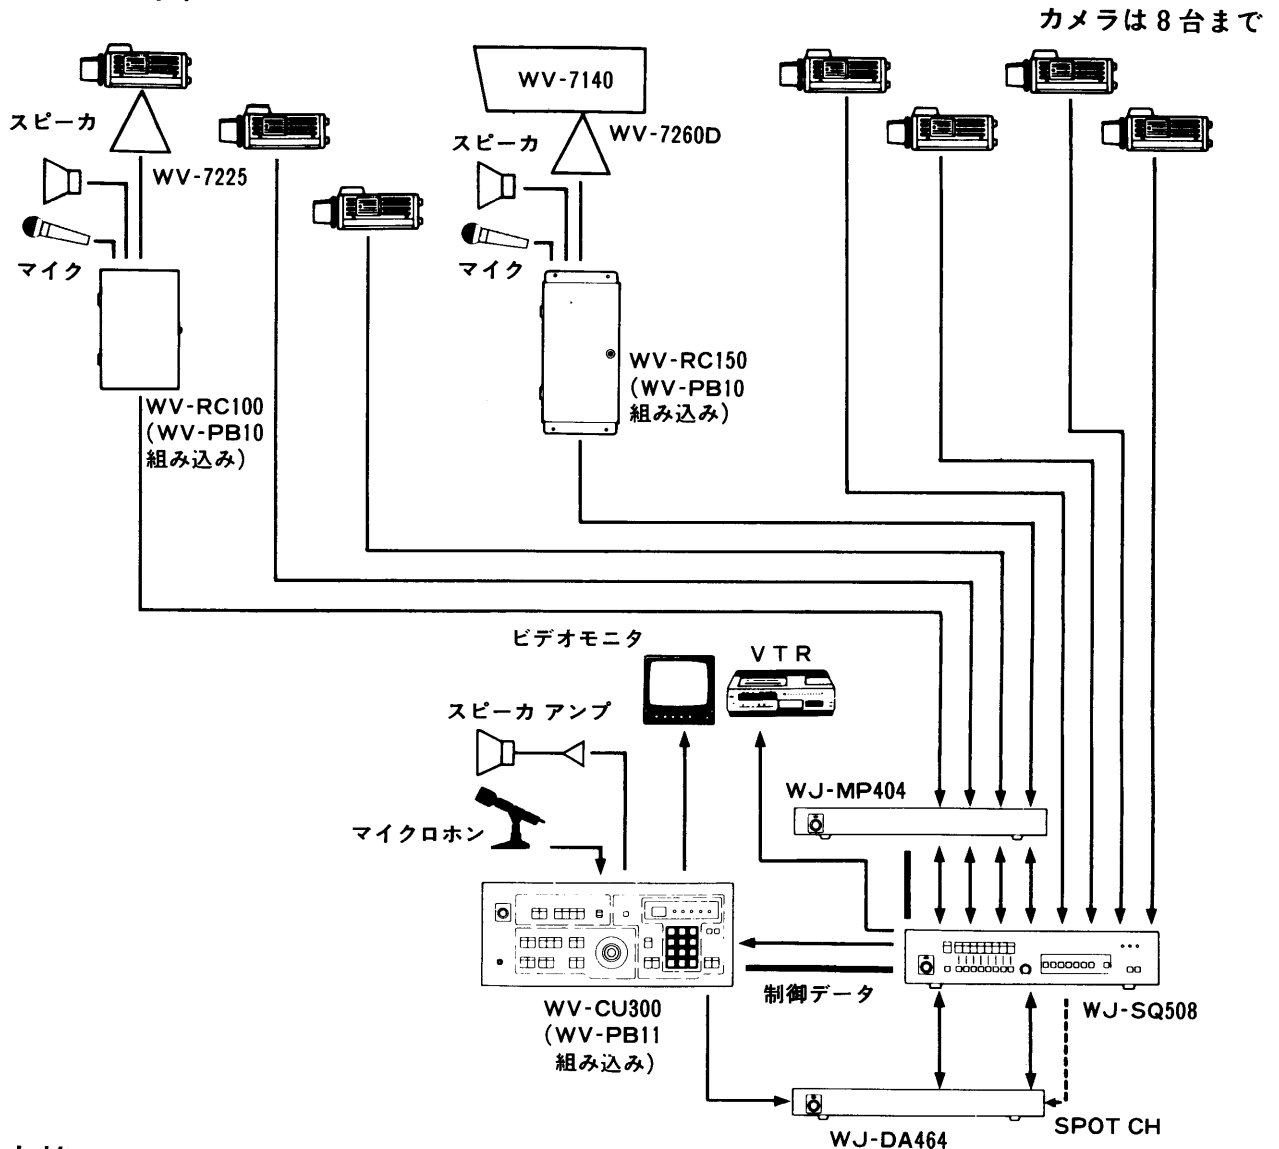 カメラは8台まで
WV-7140
スピーカ
WV-7260D
スピーカ
WV-7225
マイク
マイク
WV-RC150
(WV-PB10
組み込み)
WV-RC100
(WV-PB10
組み込み)
ビデオモニタ
VTR
スピーカ アンプ
WJ-MP404
マイクロホン
制御データ
WV-CU300
(WV-PB11
組み込み)
WJ-SQ508
SPOT CH
WJ-DA464